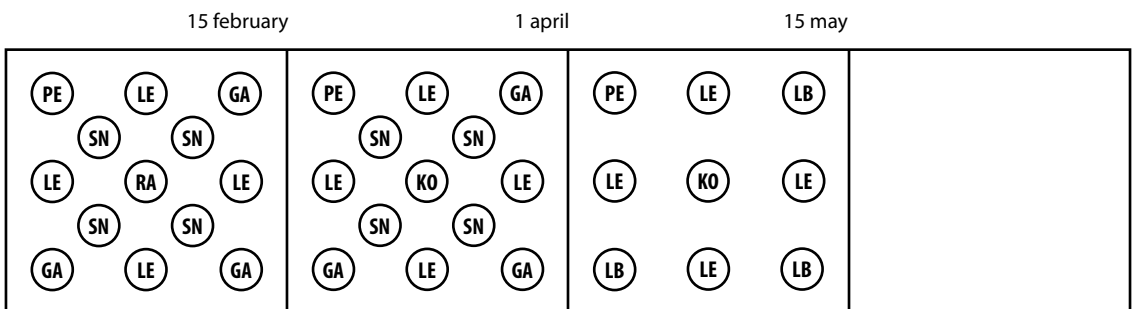 15 february 1 april 15 may
PE LE GA PE LE GA PE LE LB
SN SN SN SN
LE RA LE LE KO LE LE KO LE
SN SN SN SN
GA LE GA GA LE GA LB LE LB